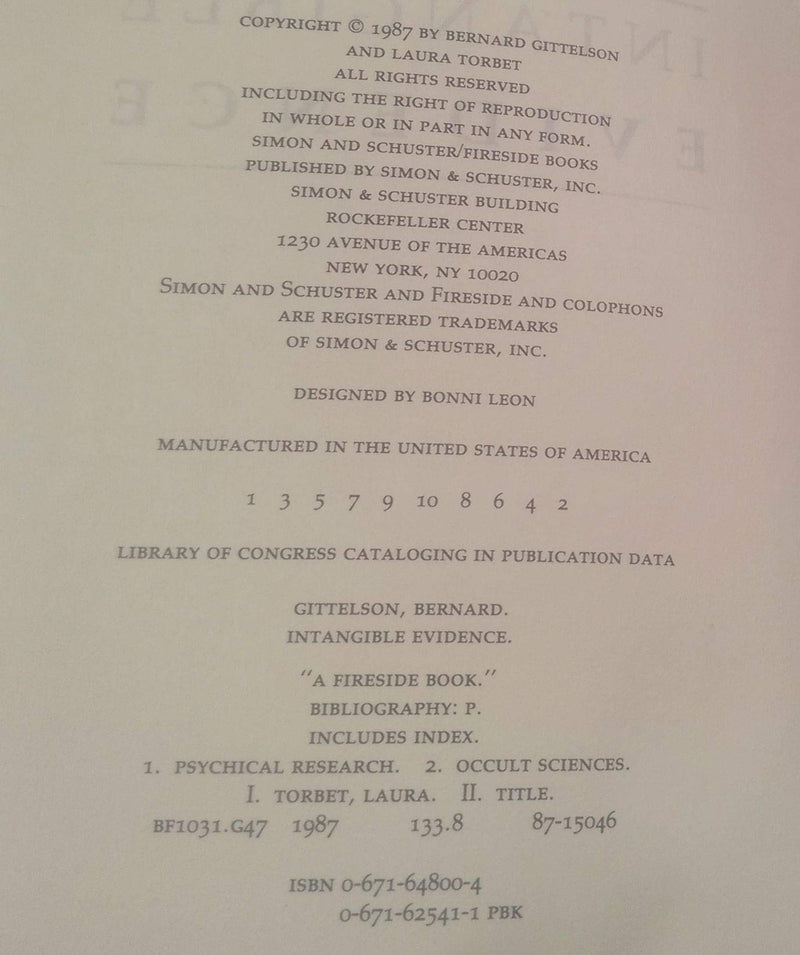 COPYRIGHT © 1987 BY BERNARD GITTELSON
AND LAURA TORBET
ALL RIGHTS RESERVED
INCLUDING THE RIGHT OF REPRODUCTION
IN WHOLE OR IN PART IN ANY FORM.
SIMON AND SCHUSTER/FIRESIDE BOOKS
PUBLISHED BY SIMON & SCHUSTER, INC.
SIMON & SCHUSTER BUILDING
ROCKEFELLER CENTER
1230 AVENUE OF THE AMERICAS
NEW YORK, NY 10020
SIMON AND SCHUSTER AND FIRESIDE AND COLOPHONS
ARE REGISTERED TRADEMARKS
OF SIMON & SCHUSTER, INC.
DESIGNED BY BONNI LEON
MANUFACTURED IN THE UNITED STATES OF AMERICA
1 3 5 7 9 10 8 6 4 2
LIBRARY OF CONGRESS CATALOGING IN PUBLICATION DATA
GITTELSON, BERNARD.
INTANGIBLE EVIDENCE.
"A FIRESIDE BOOK."
BIBLIOGRAPHY: P.
INCLUDES INDEX.
1. PSYCHICAL RESEARCH. 2. OCCULT SCIENCES.
I. TORBET, LAURA. II. TITLE.
BF1031.G47 1987 133.8 87-15046
ISBN 0-671-64800-4
0-671-62541-1 PBK